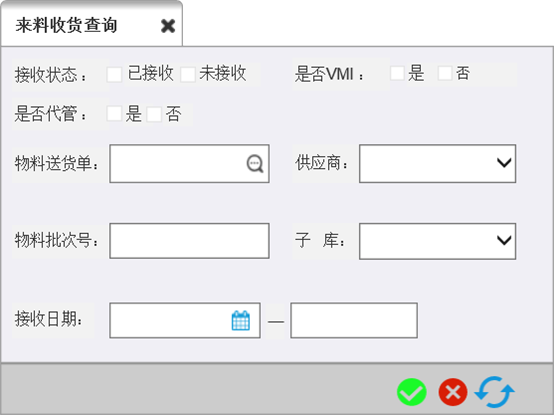 来料收货查询
接收状态： 已接收 未接收 是否VMI： 是 否
是否代管： 是 否
物料送货单： 供应商：
物料批次号： 子 库：
接收日期： —